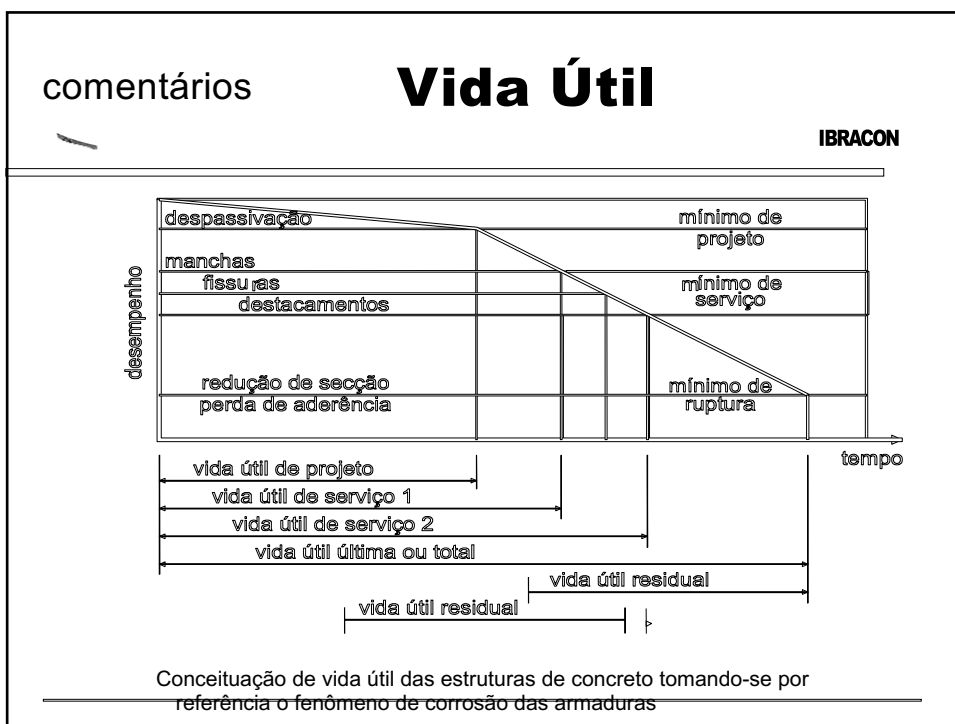 comentários
Vida Útil
IBRACON
despassivação
mínimo de
projeto
manchas
fissuras
mínimo de
serviço
destacamentos
desempenho
redução de secção
perda de aderência
mínimo de
ruptura
tempo
vida útil de projeto
vida útil de serviço 1
vida útil de serviço 2
vida útil última ou total
vida útil residual
vida útil residual
Conceituação de vida útil das estruturas de concreto tomando-se por
referência o fenômeno de corrosão das armaduras